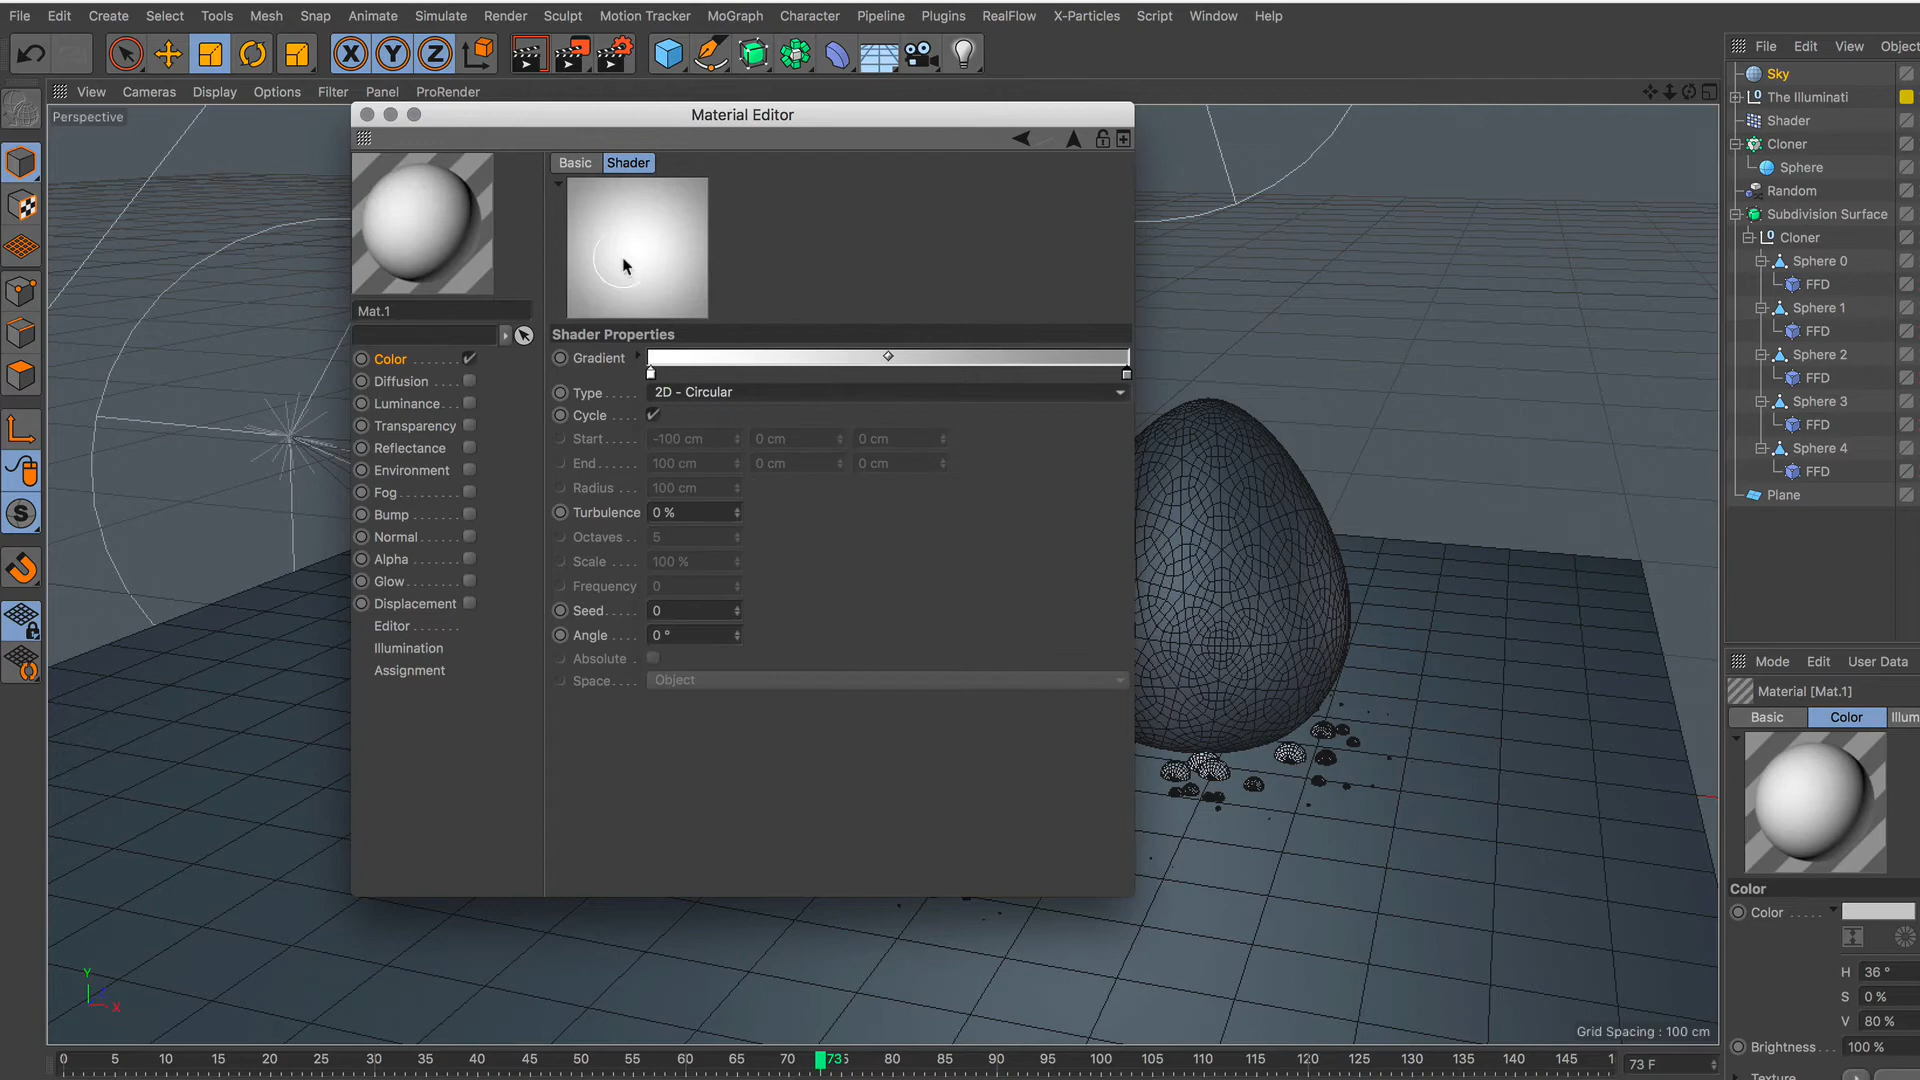 File Edit Create Select Tools Mesh Snap Animate Simulate Render Sculpt Motion Tracker MoGraph Character Pipeline Plugins RealFlow X-Particles Script Window Help
View Cameras Display Options Filter Panel ProRender
Perspective
Material Editor
Basic Shader
Mat.1
Color
Diffusion
Luminance
Transparency
Reflectance
Environment
Fog
Bump
Normal
Alpha
Glow
Displacement
Editor
Illumination
Assignment
Shader Properties
Gradient
Type 2D - Circular
Cycle
Start -100 cm 0 cm 0 cm
End 100 cm 0 cm 0 cm
Radius 100 cm
Turbulence 0 %
Octaves 5
Scale 100 %
Frequency 0
Seed 0
Angle 0 °
Absolute
Space Object
X Y Z
S
Y
X
Grid Spacing : 100 cm
0 5 10 15 20 25 30 35 40 45 50 55 60 65 70 73 80 85 90 95 100 105 110 115 120 125 130 135 140 145
73 F
File Edit View Object
Sky
The Illuminati
Shader
Cloner
Sphere
Random
Subdivision Surface
Cloner
Sphere 0
FFD
Sphere 1
FFD
Sphere 2
FFD
Sphere 3
FFD
Sphere 4
FFD
Plane
Mode Edit User Data
Material [Mat.1]
Basic Color Illum
Color
Color
H 36 °
S 0 %
V 80 %
Brightness 100 %
Texture